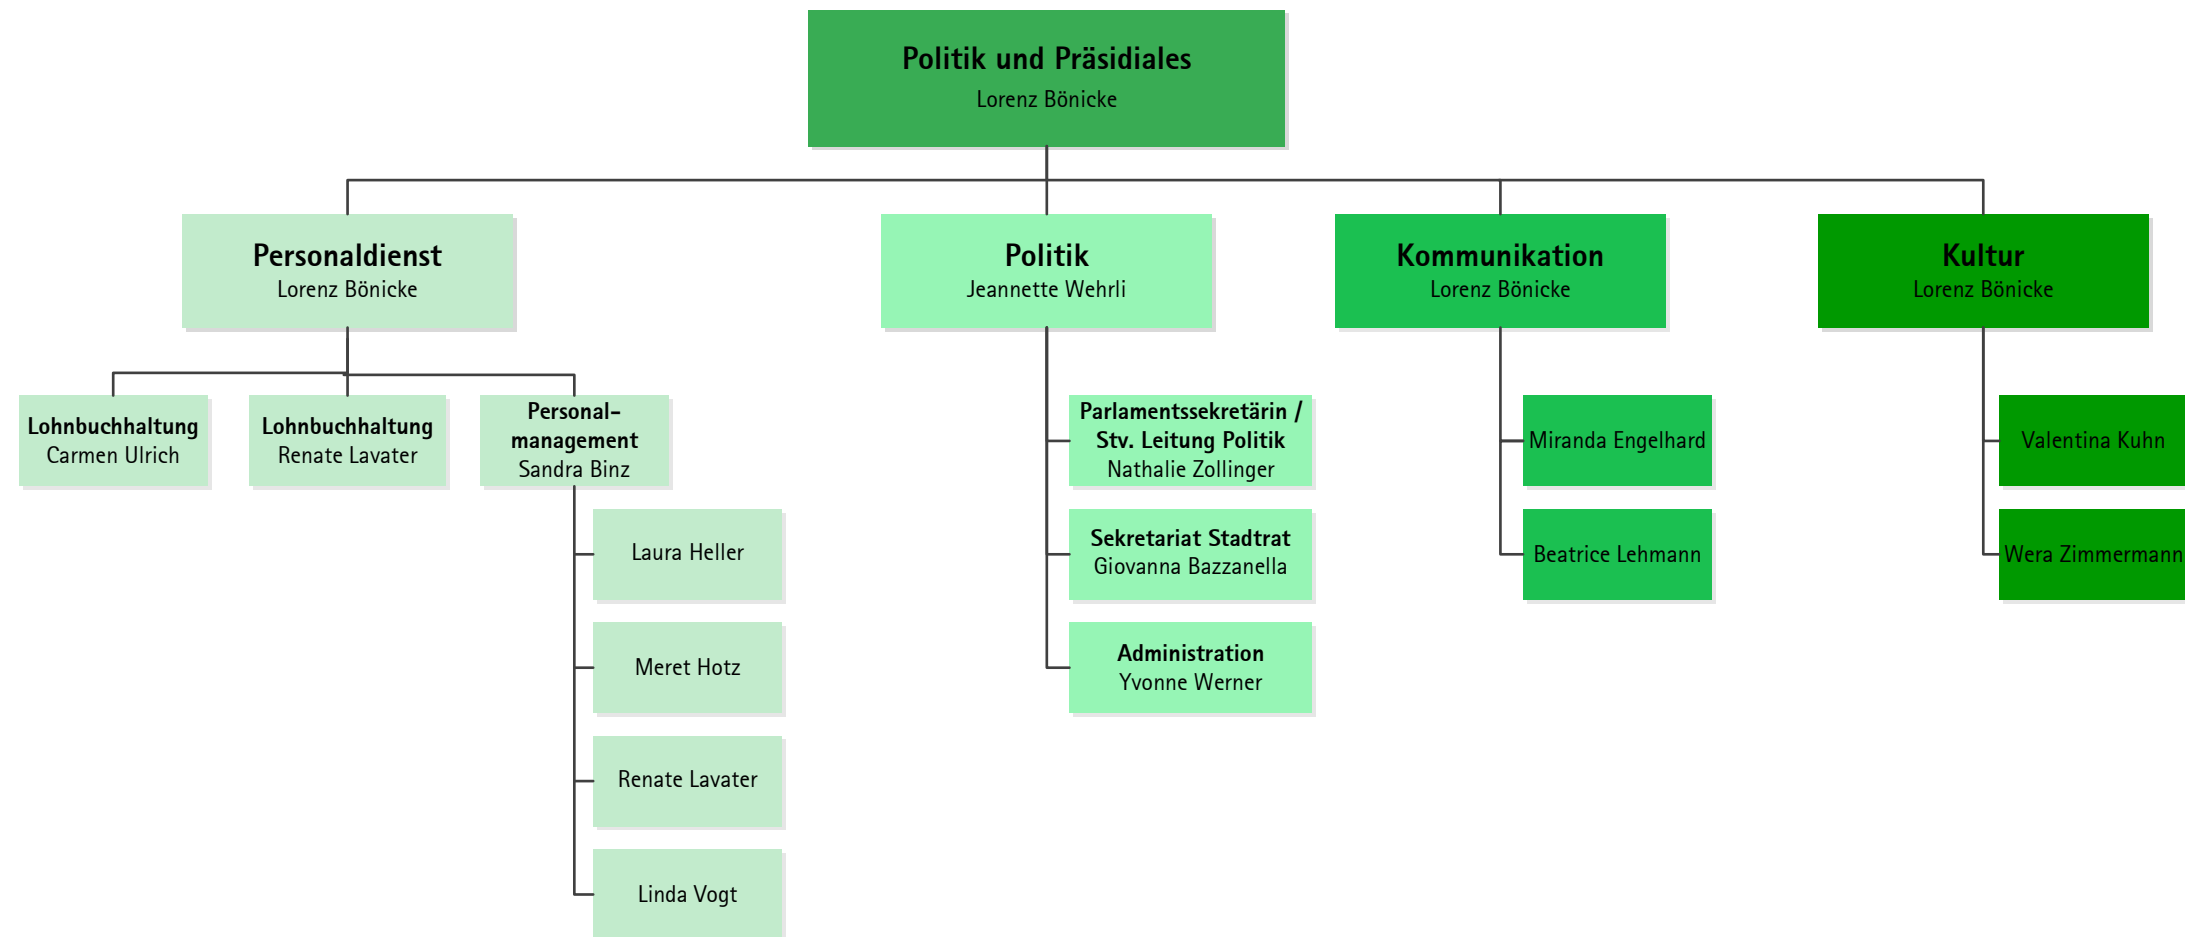 Politik und Präsidiales
Lorenz Bönicke
Personaldienst
Lorenz Bönicke
Politik
Jeannette Wehrli
Kommunikation
Lorenz Bönicke
Kultur
Lorenz Bönicke
Lohnbuchhaltung
Carmen Ulrich
Lohnbuchhaltung
Renate Lavater
Personal-
management
Sandra Binz
Laura Heller
Meret Hotz
Renate Lavater
Linda Vogt
Parlamentssekretärin /
Stv. Leitung Politik
Nathalie Zollinger
Sekretariat Stadtrat
Giovanna Bazzanella
Administration
Yvonne Werner
Miranda Engelhard
Beatrice Lehmann
Valentina Kuhn
Wera Zimmermann